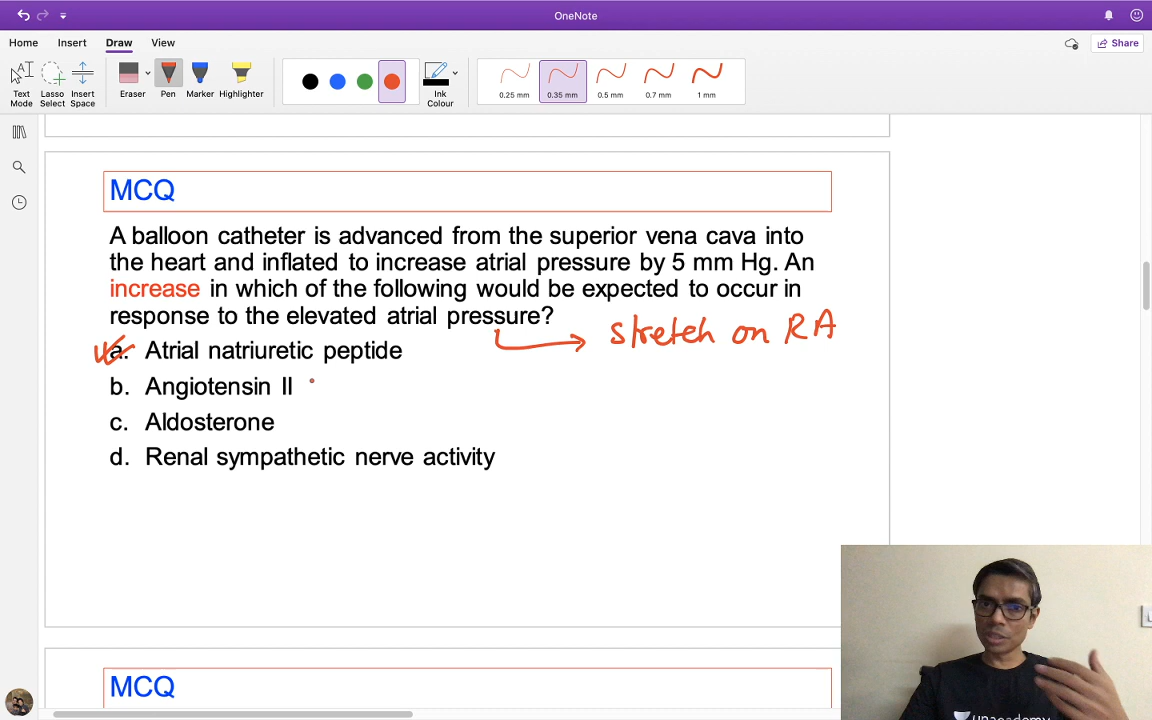 OneNote
Home Insert Draw View
Share
Text Mode
Lasso Select
Insert Space
Eraser
Pen
Marker
Highlighter
Ink Colour
0.25 mm
0.35 mm
0.5 mm
0.7 mm
1 mm
MCQ
A balloon catheter is advanced from the superior vena cava into
the heart and inflated to increase atrial pressure by 5 mm Hg. An
increase in which of the following would be expected to occur in
response to the elevated atrial pressure?
stretch on RA
a. Atrial natriuretic peptide
b. Angiotensin II
c. Aldosterone
d. Renal sympathetic nerve activity
MCQ